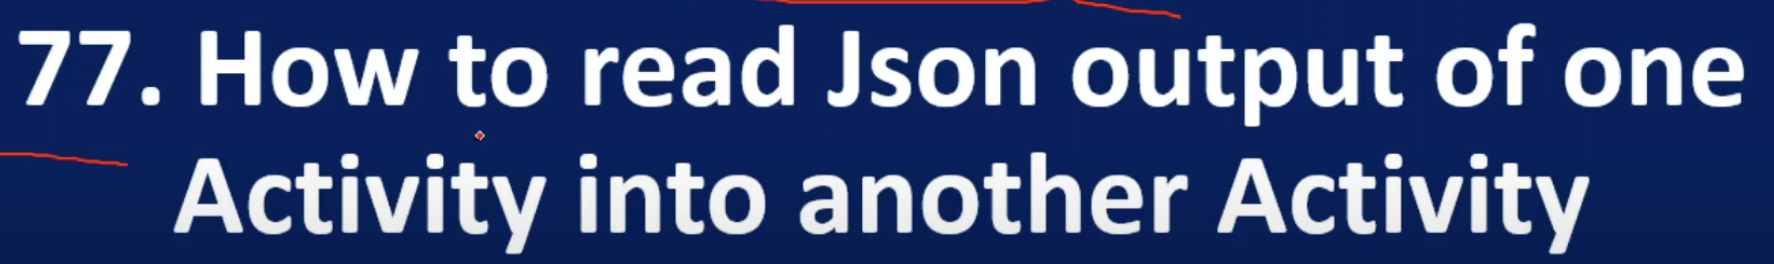 77. How to read Json output of one
Activity into another Activity